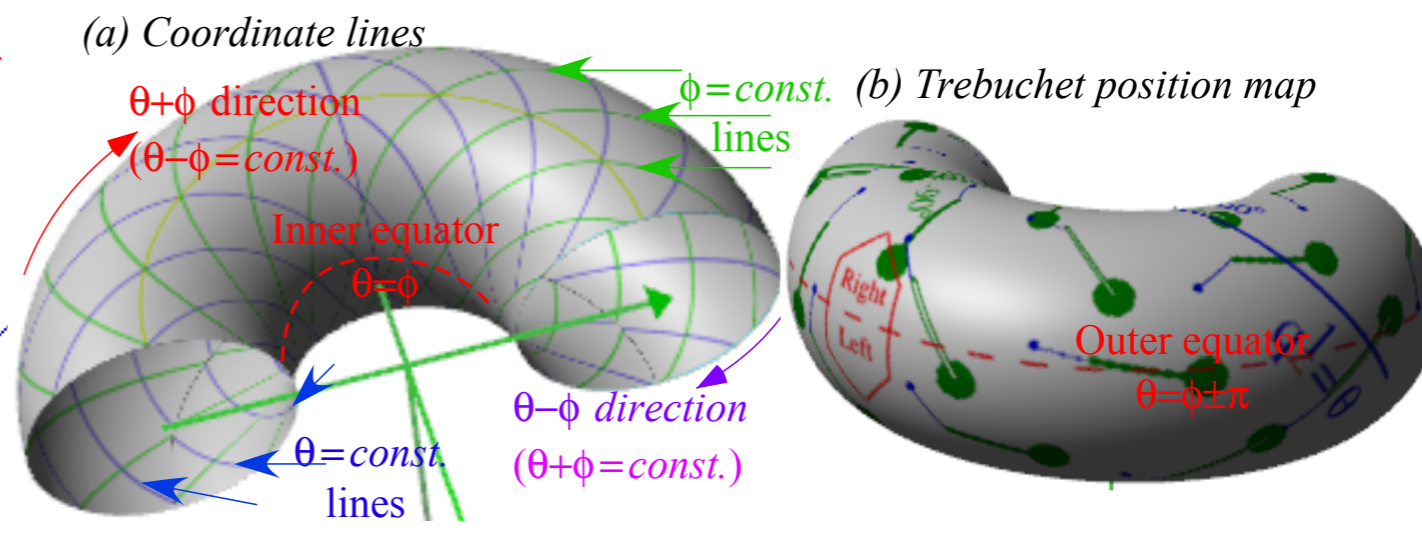 (a) Coordinate lines
θ+ϕ direction
(θ−ϕ=const.)
ϕ=const.
lines
Inner equator
θ=ϕ
θ−ϕ direction
(θ+ϕ=const.)
θ=const.
lines
(b) Trebuchet position map
Right
Left
Outer equator
θ=ϕ±π